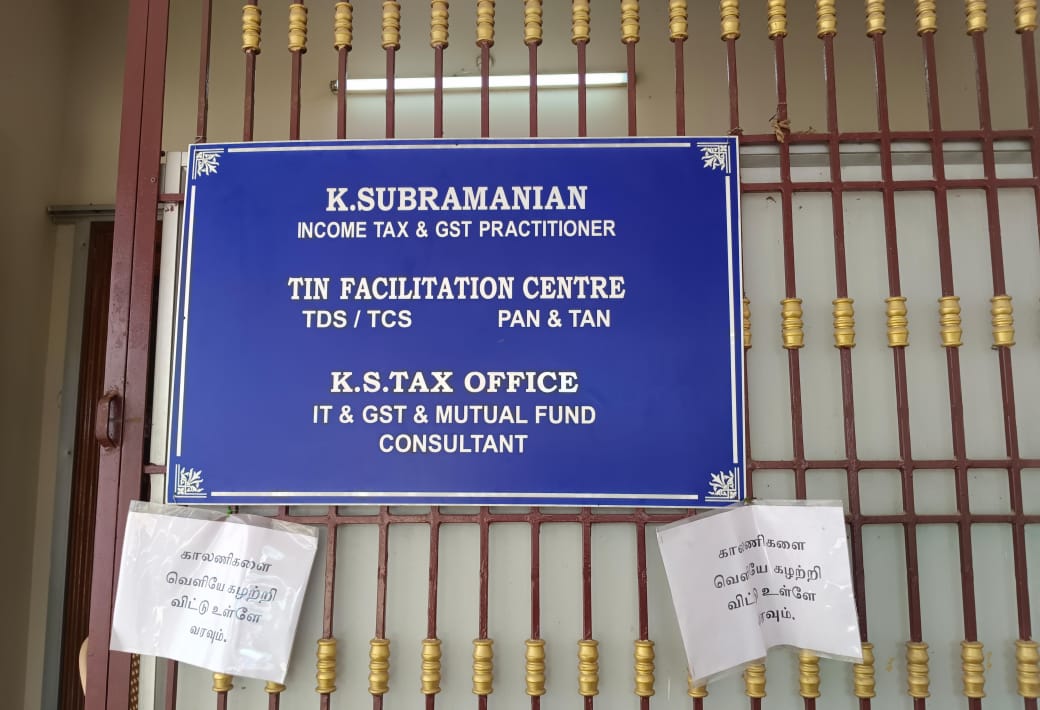 K.SUBRAMANIAN
INCOME TAX & GST PRACTITIONER
TIN FACILITATION CENTRE
TDS / TCS PAN & TAN
K.S.TAX OFFICE
IT & GST & MUTUAL FUND
CONSULTANT
காலணிகளை
வெளியே கழற்றி
விட்டு உள்ளே
வரவும்.
காலணிகளை
வெளியே கழற்றி
விட்டு உள்ளே
வரவும்.